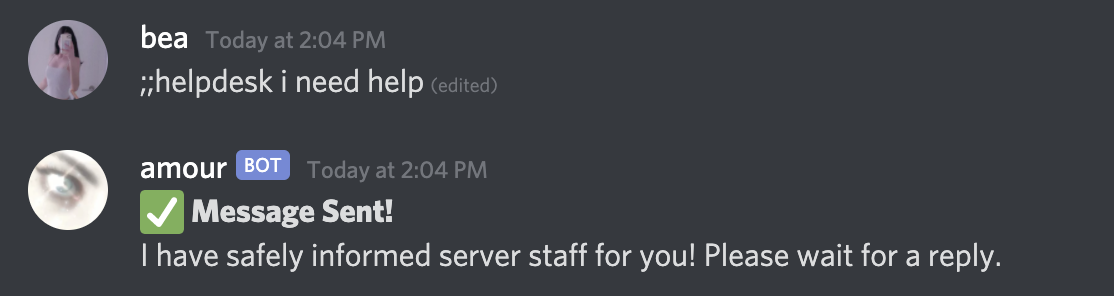 bea Today at 2:04 PM
;;helpdesk i need help (edited)
amour BOT Today at 2:04 PM
✅ Message Sent!
I have safely informed server staff for you! Please wait for a reply.